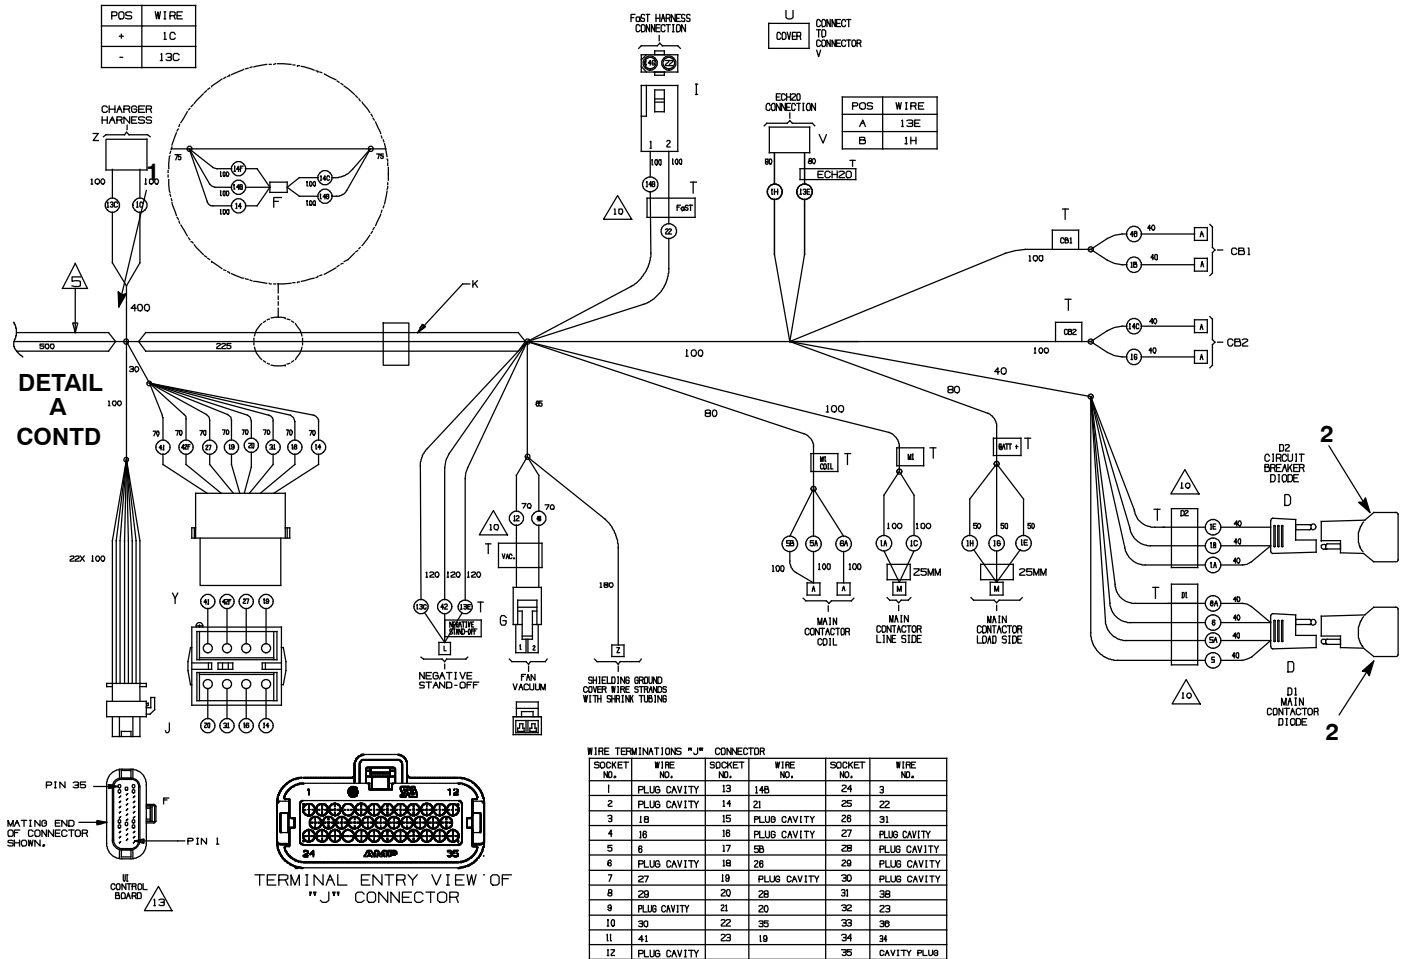 POS WIRE
+ 1C
- 13C
CHARGER
HARNESS
Z
1
100 100
13C 1C
400
5
500
30
225
DETAIL
A
CONTD
100
75 75
14F
100
14B
100
14
100
F
14C
100
14B
100
K
FaST HARNESS
CONNECTION
14B 22
I
1 2
100 100
14B
T
10
FaST
22
U
COVER
CONNECT
TO
CONNECTOR
V
ECH2O
CONNECTION
POS WIRE
A 13E
B 1H
V
80 80
T
ECH2O
1H 13E
T
CB1
100
4B 40 A
1B 40 A
CB1
T
CB2
100
14C 40 A
1G 40 A
CB2
100
40
80
80
100
70 70 70 70 70 70 70 70
41 42F 27 19 20 31 18 14
22X 100
Y
41 42F 27 19
20 31 16 14
J
65
120 120 120
13C 42 13E
T
NEGATIVE
STAND-OFF
L
NEGATIVE
STAND-OFF
10
12 70
70
T
VAC.
G
1 2
FAN
VACUUM
180
Z
SHIELDING GROUND
COVER WIRE STRANDS
WITH SHRINK TUBING
M1
COIL
T
5B 5A 6A
100 100 100
A A
MAIN
CONTACTOR
COIL
M1
T
100 100
1A 1C
25MM
M
MAIN
CONTACTOR
LINE SIDE
BATT +
T
50 50 50
1H 1G 1E
25MM
M
MAIN
CONTACTOR
LOAD SIDE
2
D2
CIRCUIT
BREAKER
DIODE
D
10
T
D2
1E 40
1B 40
1A 40
T
D1
6A 40
6 40
5A 40
5 40
10
D
D1
MAIN
CONTACTOR
DIODE
2
PIN 35
F
MATING END
OF CONNECTOR
SHOWN.
PIN 1
UI
CONTROL
BOARD
13
1 12
24 AMP 35
TERMINAL ENTRY VIEW OF
"J" CONNECTOR
WIRE TERMINATIONS "J" CONNECTOR
SOCKET NO. WIRE NO. SOCKET NO. WIRE NO. SOCKET NO. WIRE NO.
1 PLUG CAVITY 13 14B 24 3
2 PLUG CAVITY 14 21 25 22
3 18 15 PLUG CAVITY 26 31
4 16 16 PLUG CAVITY 27 PLUG CAVITY
5 6 17 5B 28 PLUG CAVITY
6 PLUG CAVITY 18 26 29 PLUG CAVITY
7 27 19 PLUG CAVITY 30 PLUG CAVITY
8 29 20 28 31 38
9 PLUG CAVITY 21 20 32 23
10 30 22 35 33 36
11 41 23 19 34 34
12 PLUG CAVITY 35 CAVITY PLUG